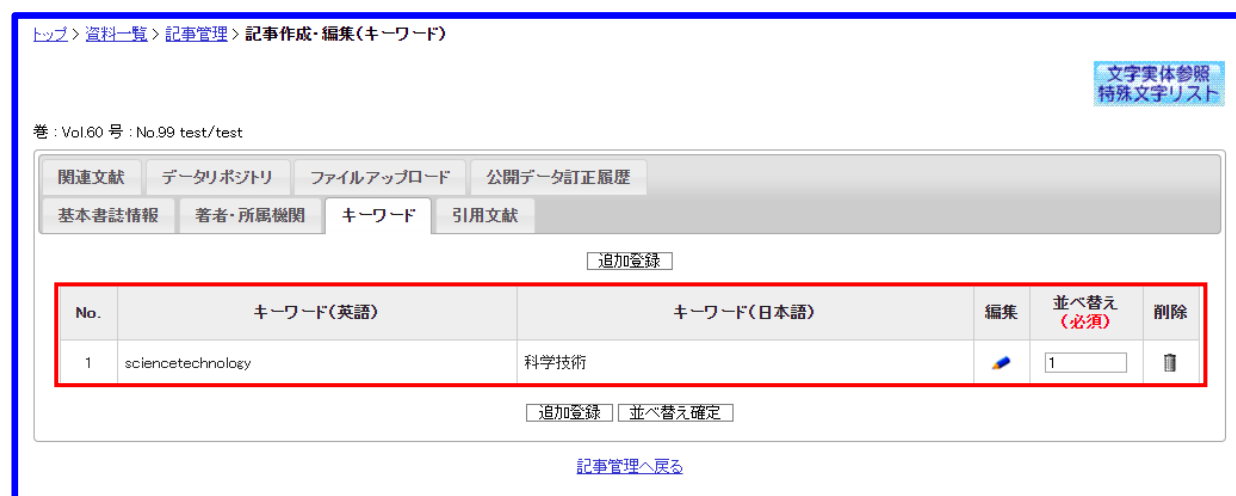 トップ > 資料一覧 > 記事管理 > 記事作成・編集(キーワード)
文字実体参照
特殊文字リスト
巻 : Vol.60 号 : No.99 test/test
関連文献 データリポジトリ ファイルアップロード 公開データ訂正履歴
基本書誌情報 著者・所属機関 キーワード 引用文献
追加登録
No. キーワード(英語) キーワード(日本語) 編集 並べ替え(必須) 削除
1 sciencetechnology 科学技術 1
追加登録 並べ替え確定
記事管理へ戻る